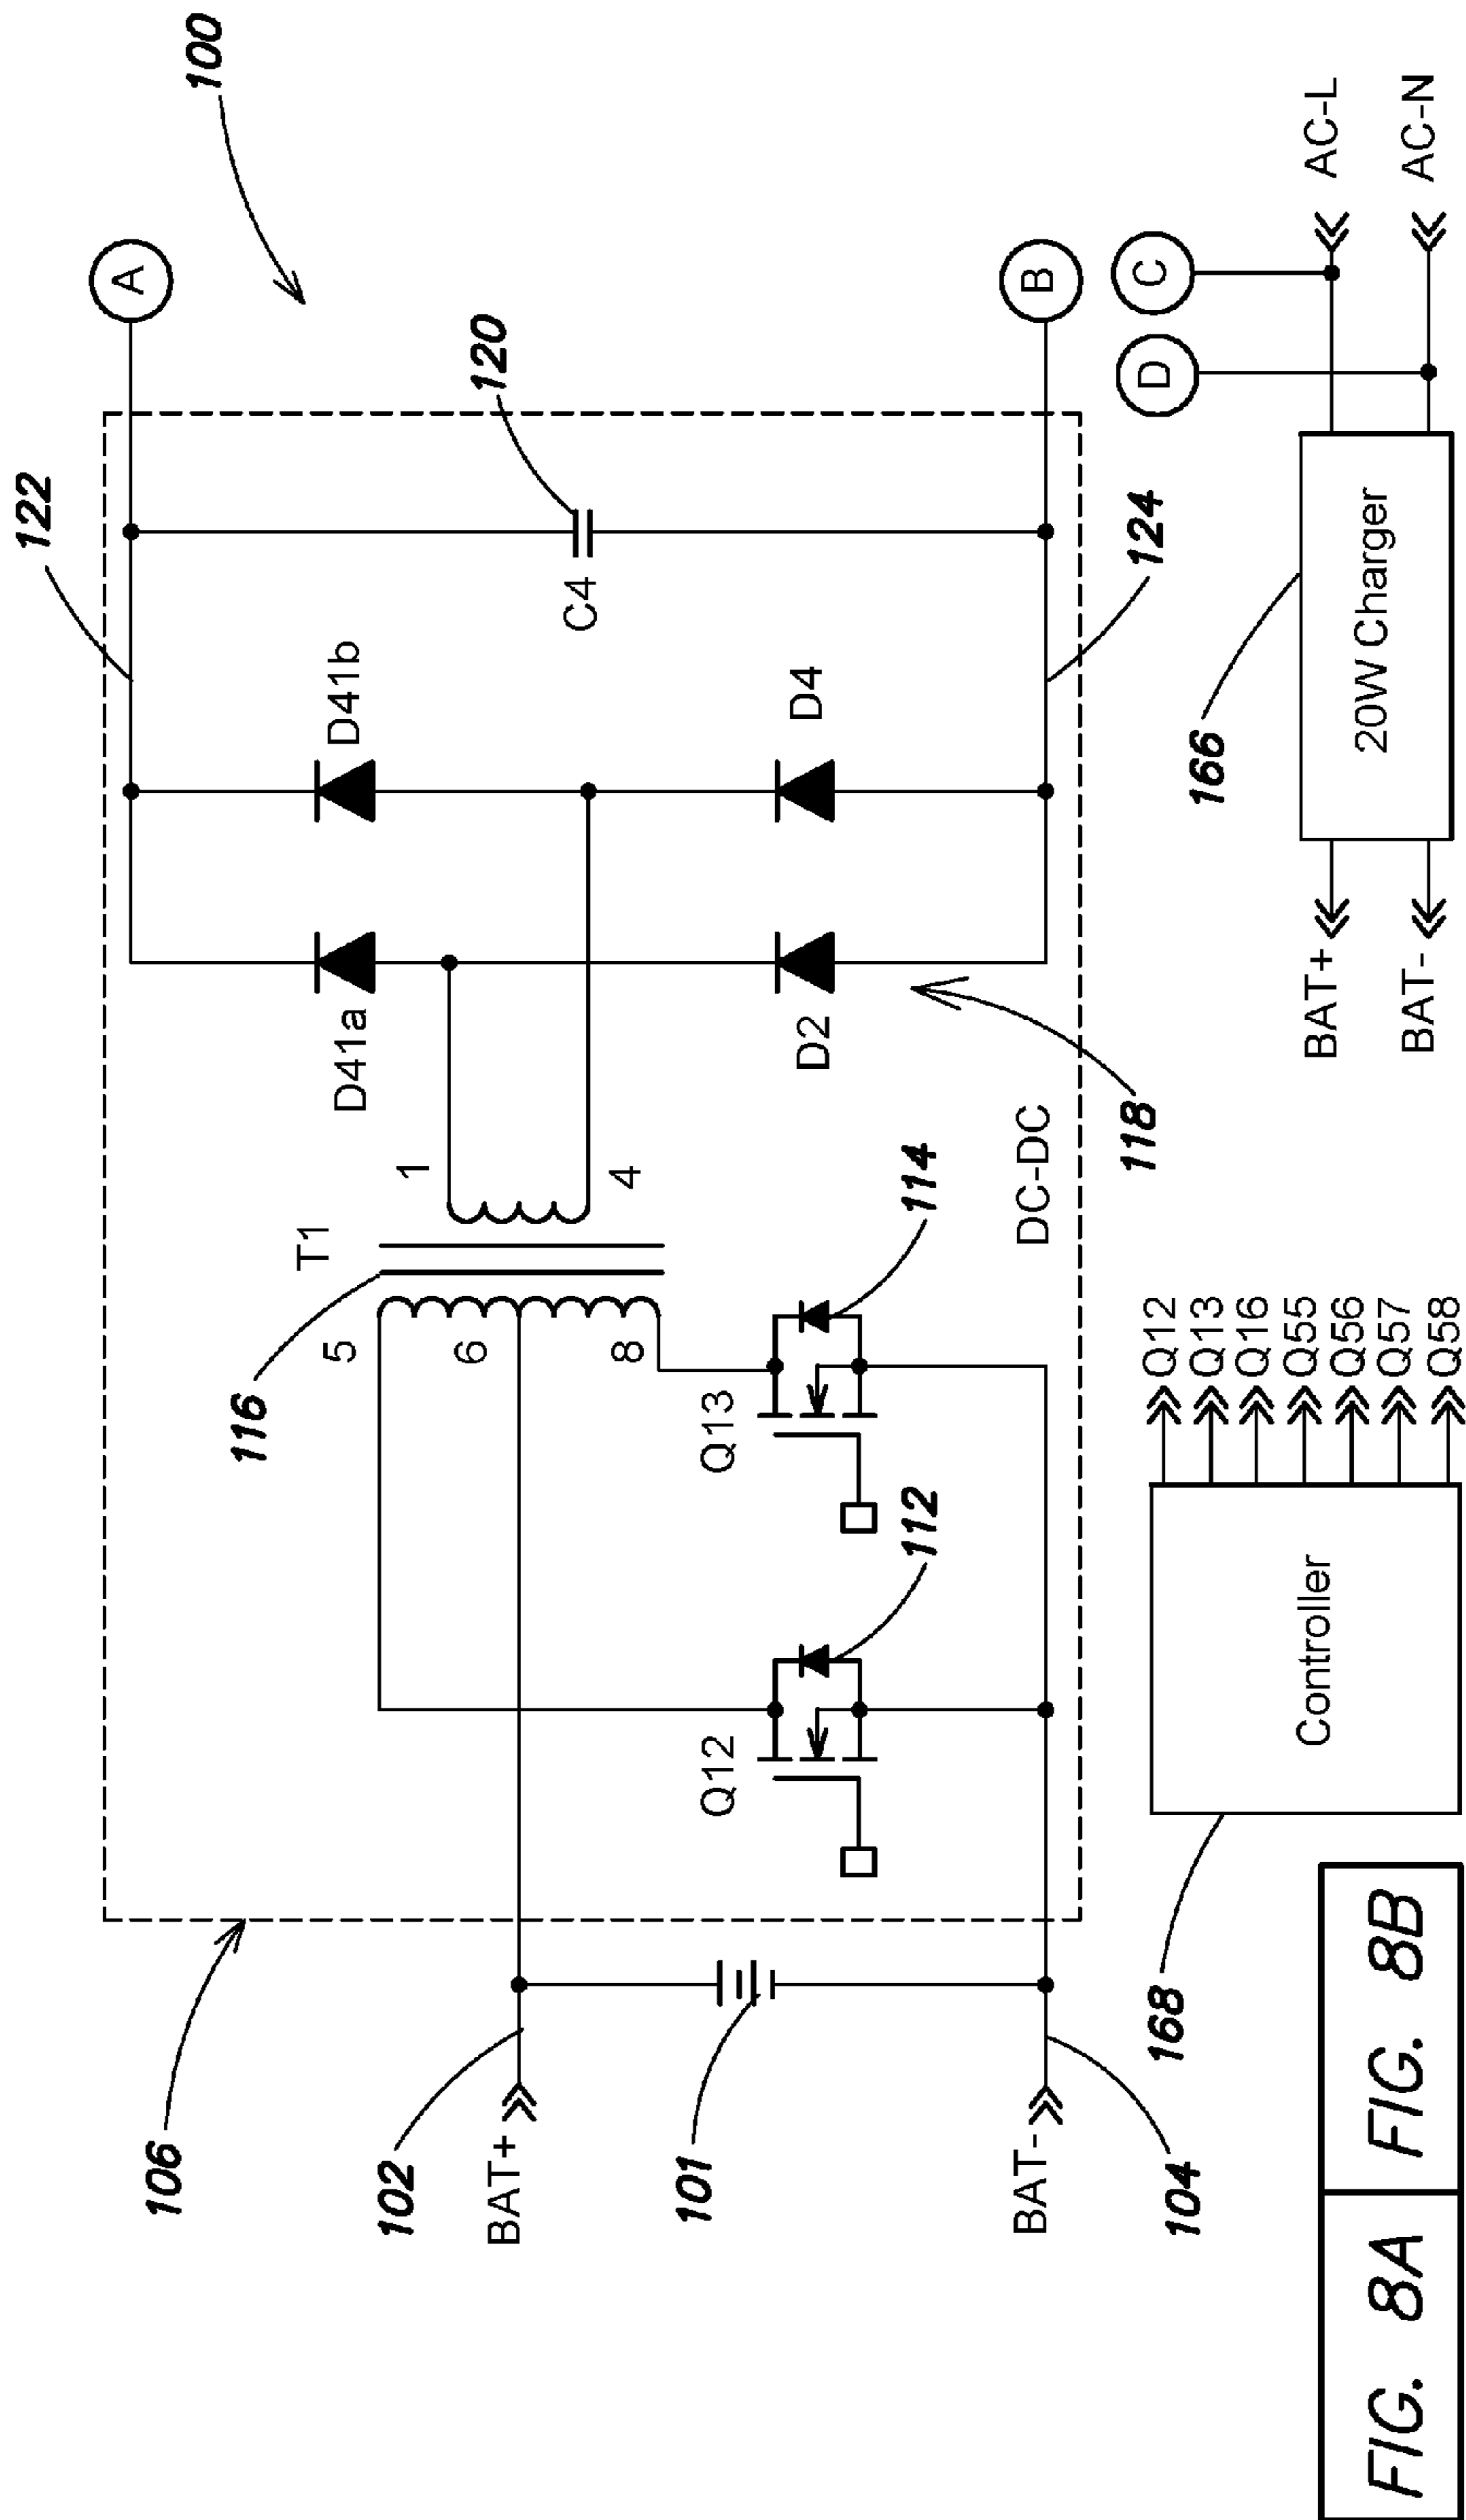 100
A
122
120
116
T1
1
4
5
6
8
D41a
D41b
C4
106
102
BAT+
Q12
Q13
D2
D4
112
114
101
118
DC-DC
124
B
BAT-
104
168
Controller
Q12
Q13
Q16
Q55
Q56
Q57
Q58
166
20W Charger
BAT+
BAT-
D
C
AC-L
AC-N
FIG. 8A
FIG. 8B